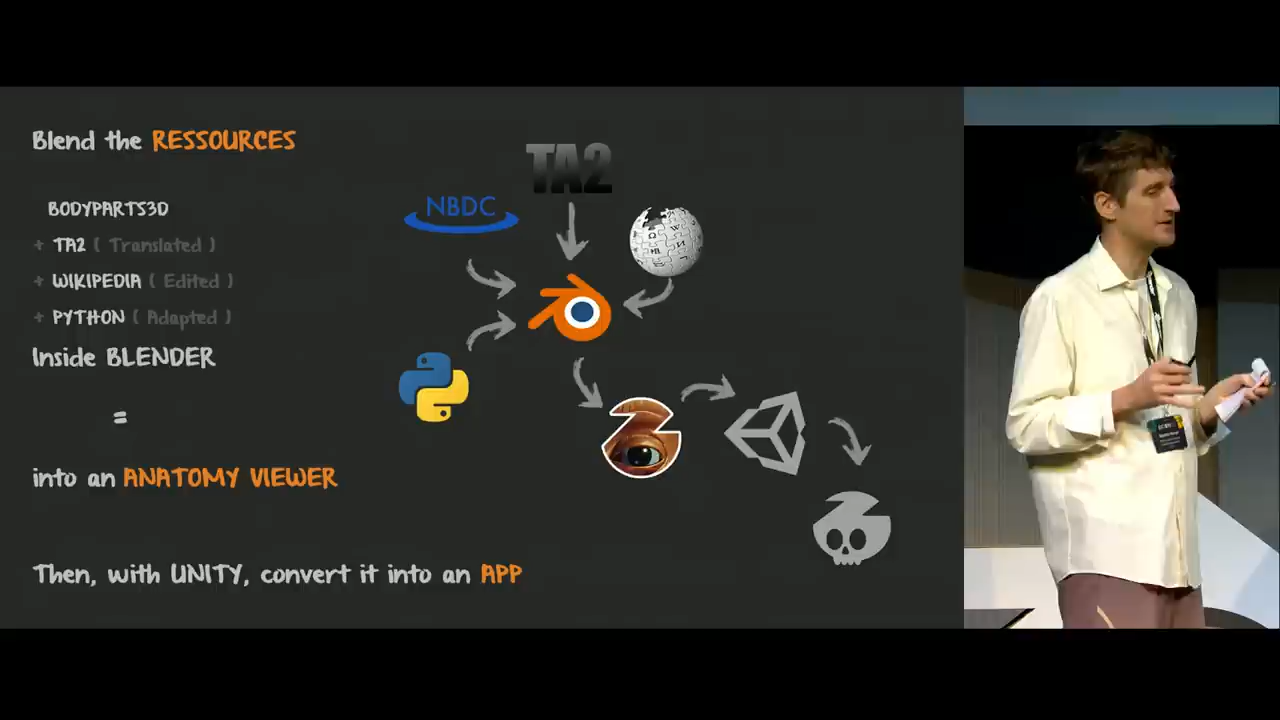 Blend the RESSOURCES
BODYPARTS3D
+ TA2 ( Translated )
+ WIKIPEDIA ( Edited )
+ PYTHON ( Adapted )
Inside BLENDER
=
into an ANATOMY VIEWER
Then, with UNITY, convert it into an APP
TA2
NBDC